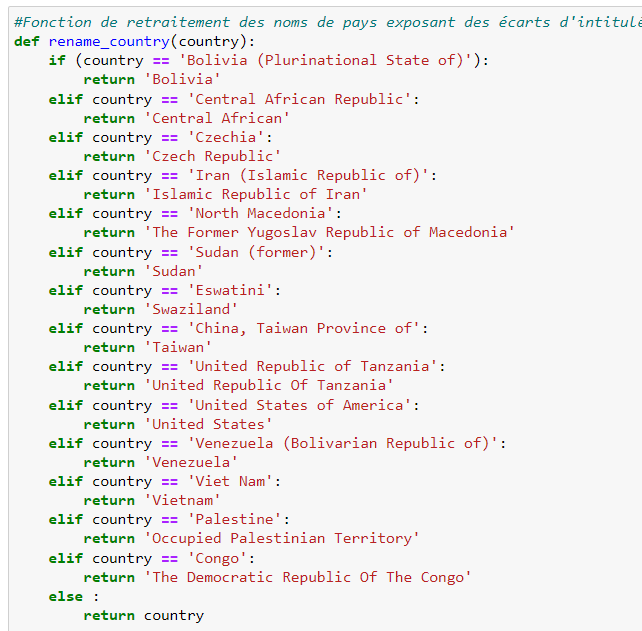 #Fonction de retraitement des noms de pays exposant des écarts d'intitulé
def rename_country(country):
    if (country == 'Bolivia (Plurinational State of)'):
        return 'Bolivia'
    elif country == 'Central African Republic':
        return 'Central African'
    elif country == 'Czechia':
        return 'Czech Republic'
    elif country == 'Iran (Islamic Republic of)':
        return 'Islamic Republic of Iran'
    elif country == 'North Macedonia':
        return 'The Former Yugoslav Republic of Macedonia'
    elif country == 'Sudan (former)':
        return 'Sudan'
    elif country == 'Eswatini':
        return 'Swaziland'
    elif country == 'China, Taiwan Province of':
        return 'Taiwan'
    elif country == 'United Republic of Tanzania':
        return 'United Republic Of Tanzania'
    elif country == 'United States of America':
        return 'United States'
    elif country == 'Venezuela (Bolivarian Republic of)':
        return 'Venezuela'
    elif country == 'Viet Nam':
        return 'Vietnam'
    elif country == 'Palestine':
        return 'Occupied Palestinian Territory'
    elif country == 'Congo':
        return 'The Democratic Republic Of The Congo'
    else :
        return country